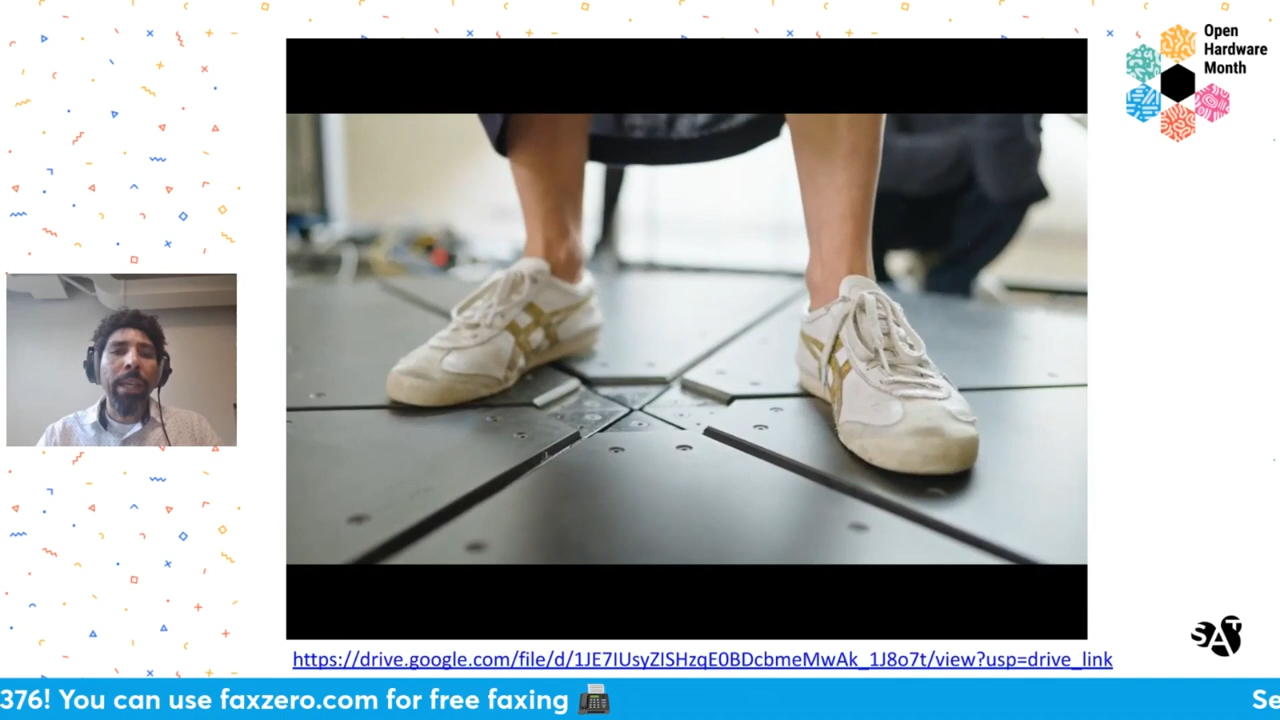 Open
Hardware
Month
SAT
https://drive.google.com/file/d/1JE7IUsyZISHzqE0BDcbmeMwAk_1J8o7t/view?usp=drive_link
376! You can use faxzero.com for free faxing
Se